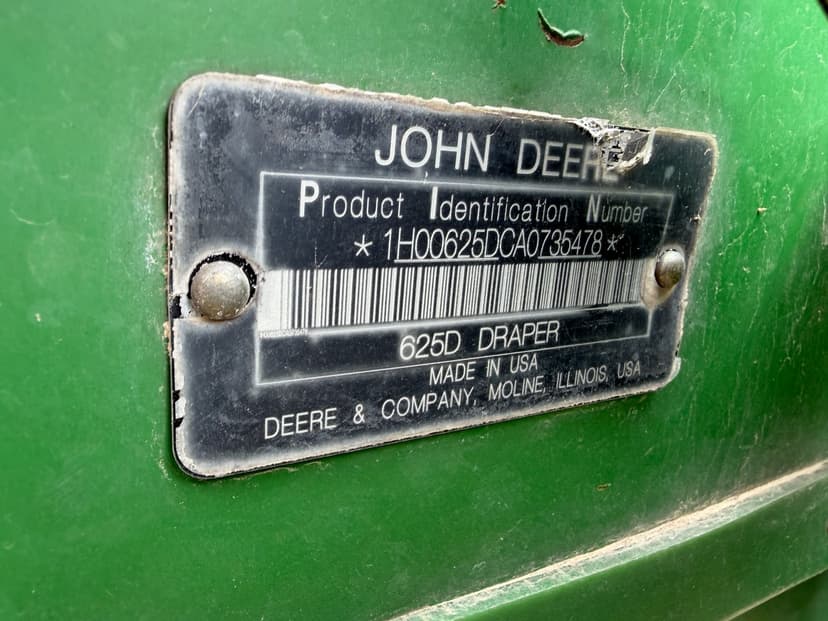 JOHN DEERE
Product Identification Number
*1H00625DCA0735478*
625D DRAPER
MADE IN USA
DEERE & COMPANY, MOLINE, ILLINOIS, USA